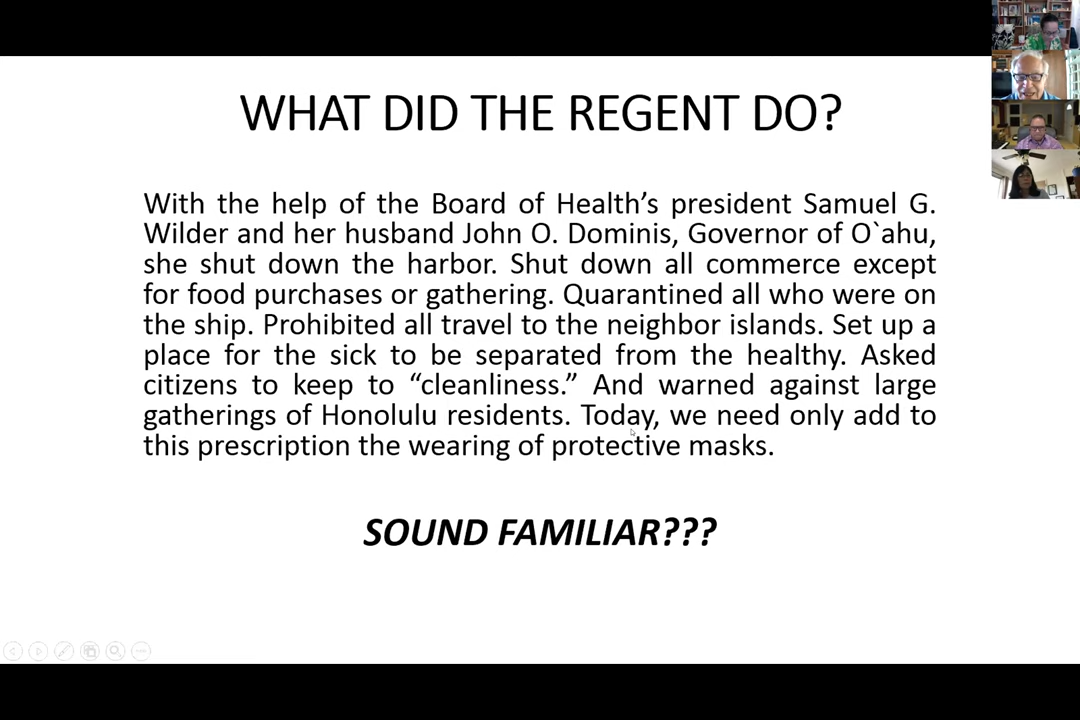 WHAT DID THE REGENT DO?
With the help of the Board of Health’s president Samuel G.
Wilder and her husband John O. Dominis, Governor of O`ahu,
she shut down the harbor. Shut down all commerce except
for food purchases or gathering. Quarantined all who were on
the ship. Prohibited all travel to the neighbor islands. Set up a
place for the sick to be separated from the healthy. Asked
citizens to keep to “cleanliness.” And warned against large
gatherings of Honolulu residents. Today, we need only add to
this prescription the wearing of protective masks.
SOUND FAMILIAR???